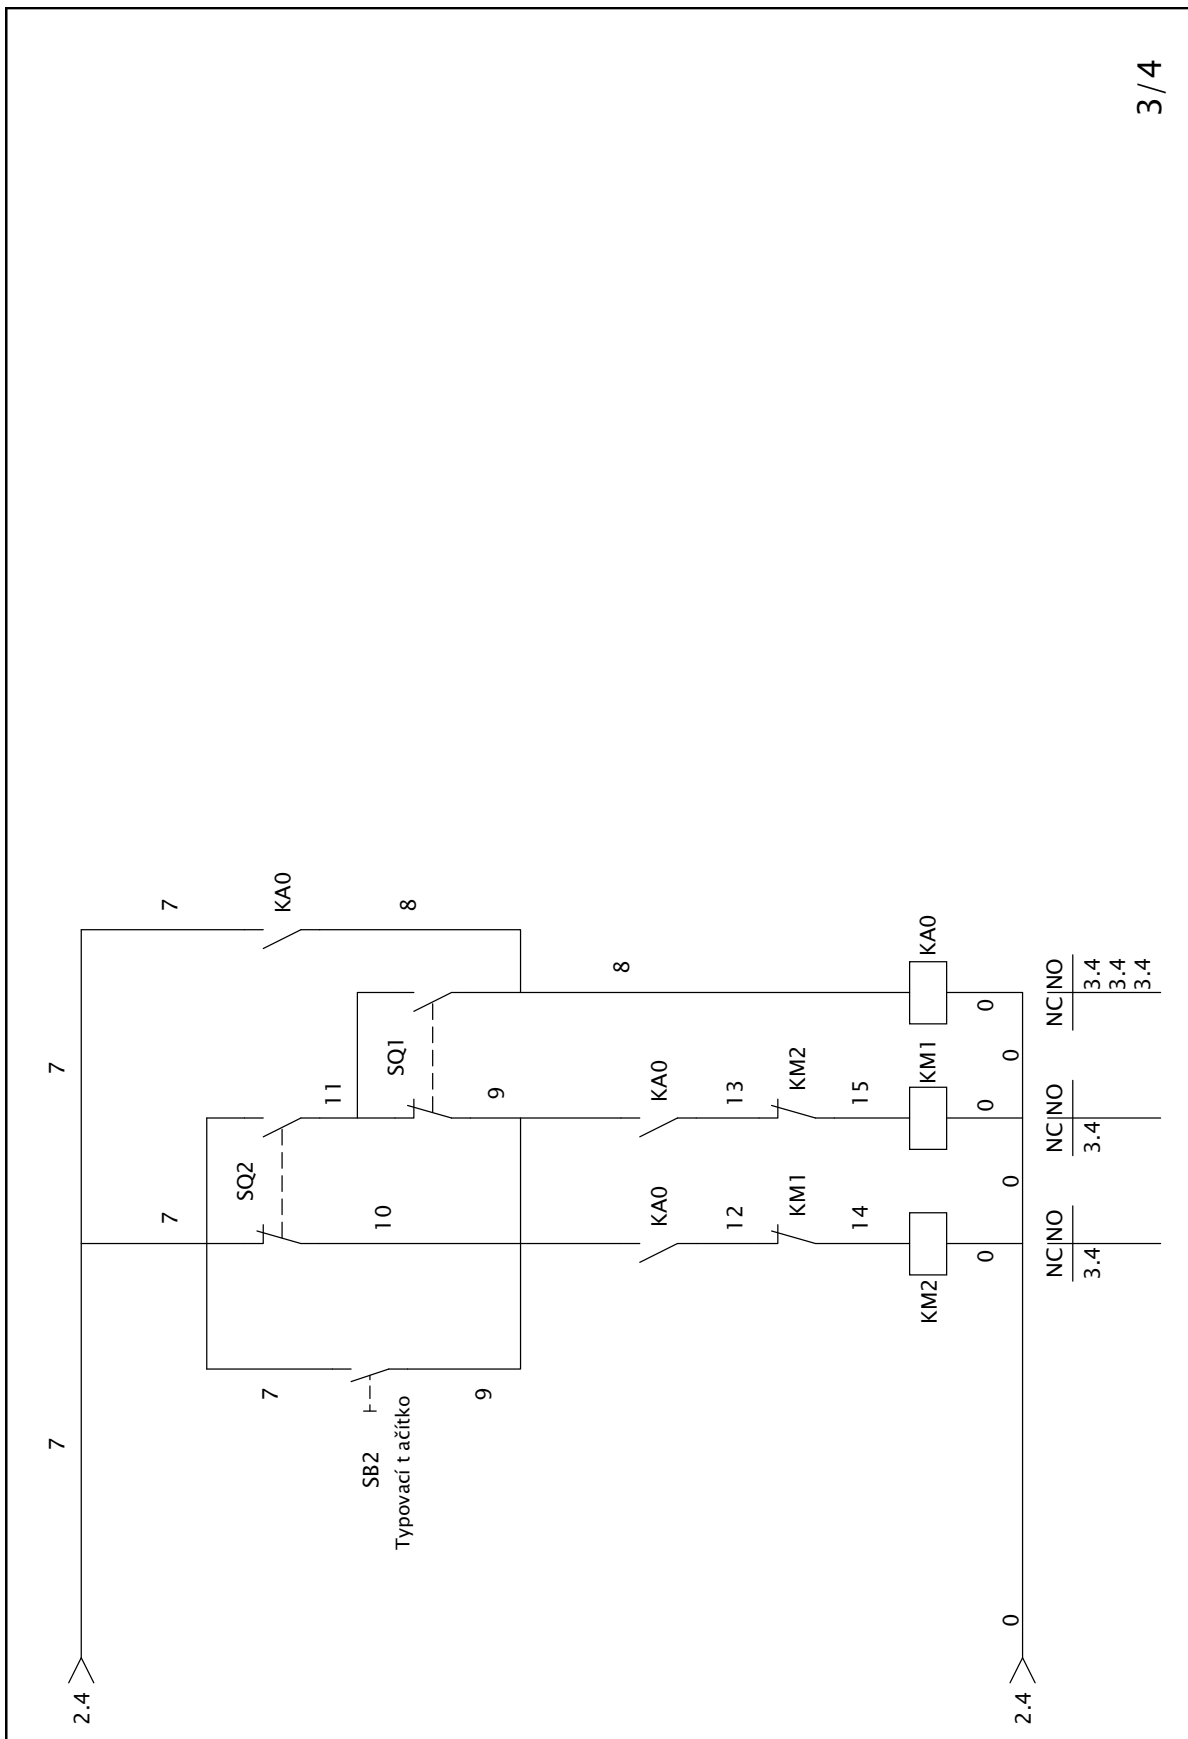 7 7
2.4
7 7
SQ2
7
KA0
11
SB2
10
SQ1
Typovací t ačítko
8
9
9
8
KA0 KA0
12 13
KM1 KM2
14 15
KM2 KM1 KA0
0 0 0
0 0 0
2.4
NC NO NC NO NC NO
3.4 3.4 3.4
3.4
3.4
3/4